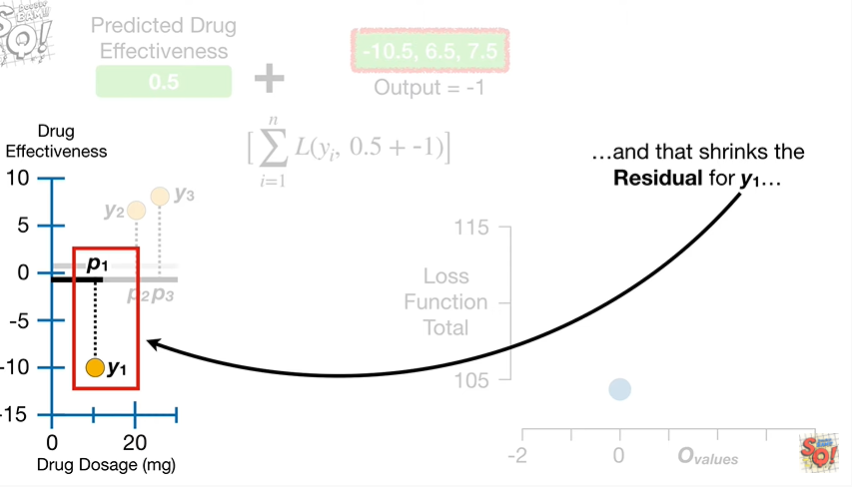 Predicted Drug
Effectiveness
0.5
+
-10.5, 6.5, 7.5
Output = -1
n
[∑ L(yᵢ, 0.5 + -1)]
i=1
…and that shrinks the
Residual for y₁…
Drug
Effectiveness
10
5
0
-5
-10
-15
y₂
y₃
p₁
p₂ p₃
y₁
0
20
Drug Dosage (mg)
115
Loss
Function
Total
105
-2
0
Ovalues
SQ!
SQ!